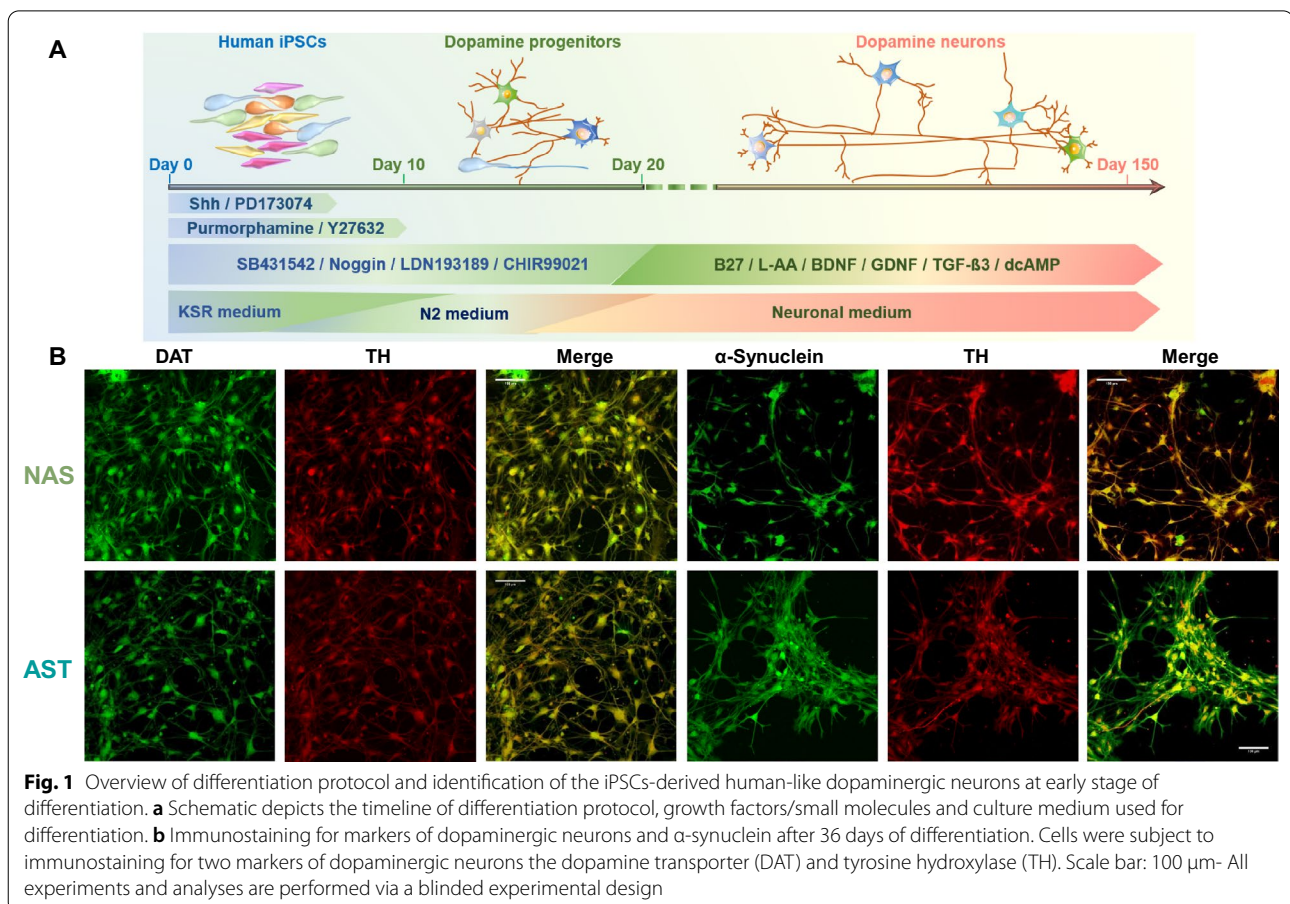 A
Human iPSCs
Dopamine progenitors
Dopamine neurons
Day 0
Day 10
Day 20
Day 150
Shh / PD173074
Purmorphamine / Y27632
SB431542 / Noggin / LDN193189 / CHIR99021
B27 / L-AA / BDNF / GDNF / TGF-ß3 / dcAMP
KSR medium
N2 medium
Neuronal medium
B
DAT
TH
Merge
α-Synuclein
TH
Merge
NAS
AST
Fig. 1 Overview of differentiation protocol and identification of the iPSCs-derived human-like dopaminergic neurons at early stage of
differentiation. a Schematic depicts the timeline of differentiation protocol, growth factors/small molecules and culture medium used for
differentiation. b Immunostaining for markers of dopaminergic neurons and α-synuclein after 36 days of differentiation. Cells were subject to
immunostaining for two markers of dopaminergic neurons the dopamine transporter (DAT) and tyrosine hydroxylase (TH). Scale bar: 100 µm- All
experiments and analyses are performed via a blinded experimental design